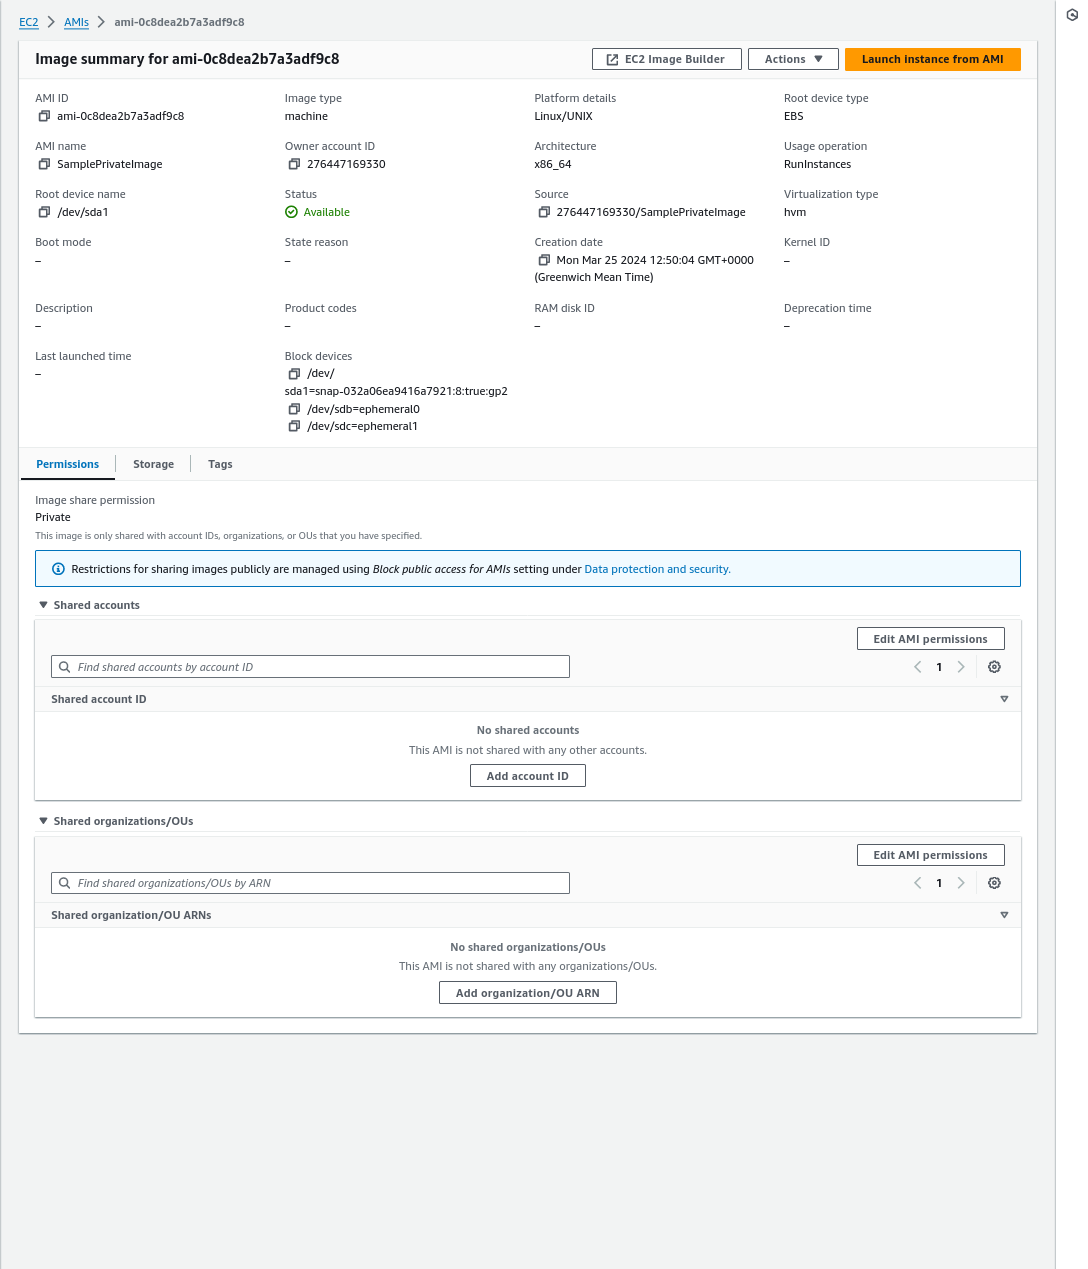 EC2 > AMIs > ami-0c8dea2b7a3adf9c8
Image summary for ami-0c8dea2b7a3adf9c8
EC2 Image Builder
Actions
Launch instance from AMI
AMI ID
ami-0c8dea2b7a3adf9c8
Image type
machine
Platform details
Linux/UNIX
Root device type
EBS
AMI name
SamplePrivateImage
Owner account ID
276447169330
Architecture
x86_64
Usage operation
RunInstances
Root device name
/dev/sda1
Status
Available
Source
276447169330/SamplePrivateImage
Virtualization type
hvm
Boot mode
–
State reason
–
Creation date
Mon Mar 25 2024 12:50:04 GMT+0000
(Greenwich Mean Time)
Kernel ID
–
Description
–
Product codes
–
RAM disk ID
–
Deprecation time
–
Last launched time
–
Block devices
/dev/
sda1=snap-032a06ea9416a7921:8:true:gp2
/dev/sdb=ephemeral0
/dev/sdc=ephemeral1
Permissions
Storage
Tags
Image share permission
Private
This image is only shared with account IDs, organizations, or OUs that you have specified.
Restrictions for sharing images publicly are managed using Block public access for AMIs setting under Data protection and security.
Shared accounts
Edit AMI permissions
Find shared accounts by account ID
1
Shared account ID
No shared accounts
This AMI is not shared with any other accounts.
Add account ID
Shared organizations/OUs
Edit AMI permissions
Find shared organizations/OUs by ARN
1
Shared organization/OU ARNs
No shared organizations/OUs
This AMI is not shared with any organizations/OUs.
Add organization/OU ARN